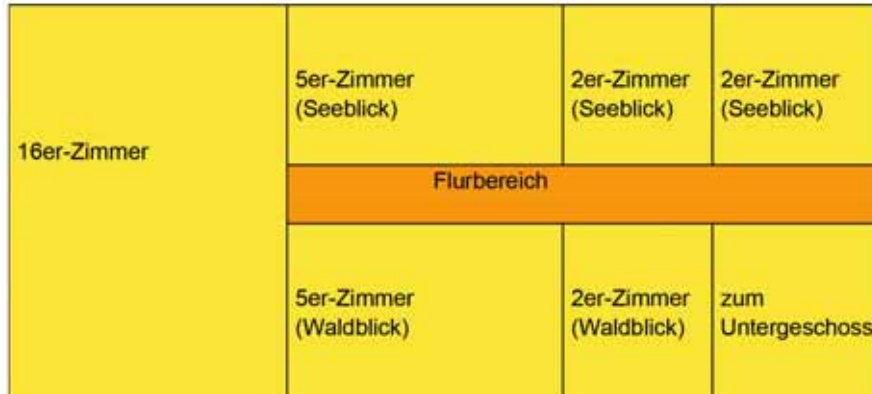 5er-Zimmer
(Seeblick)
2er-Zimmer
(Seeblick)
2er-Zimmer
(Seeblick)
16er-Zimmer
Flurbereich
5er-Zimmer
(Waldblick)
2er-Zimmer
(Waldblick)
zum
Untergeschoss